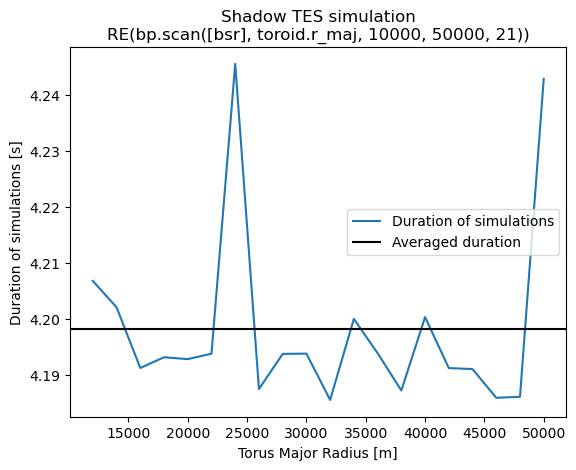 Shadow TES simulation
RE(bp.scan([bsr], toroid.r_maj, 10000, 50000, 21))
Duration of simulations [s]
4.24
4.23
4.22
4.21
4.20
4.19
Duration of simulations
Averaged duration
15000 20000 25000 30000 35000 40000 45000 50000
Torus Major Radius [m]